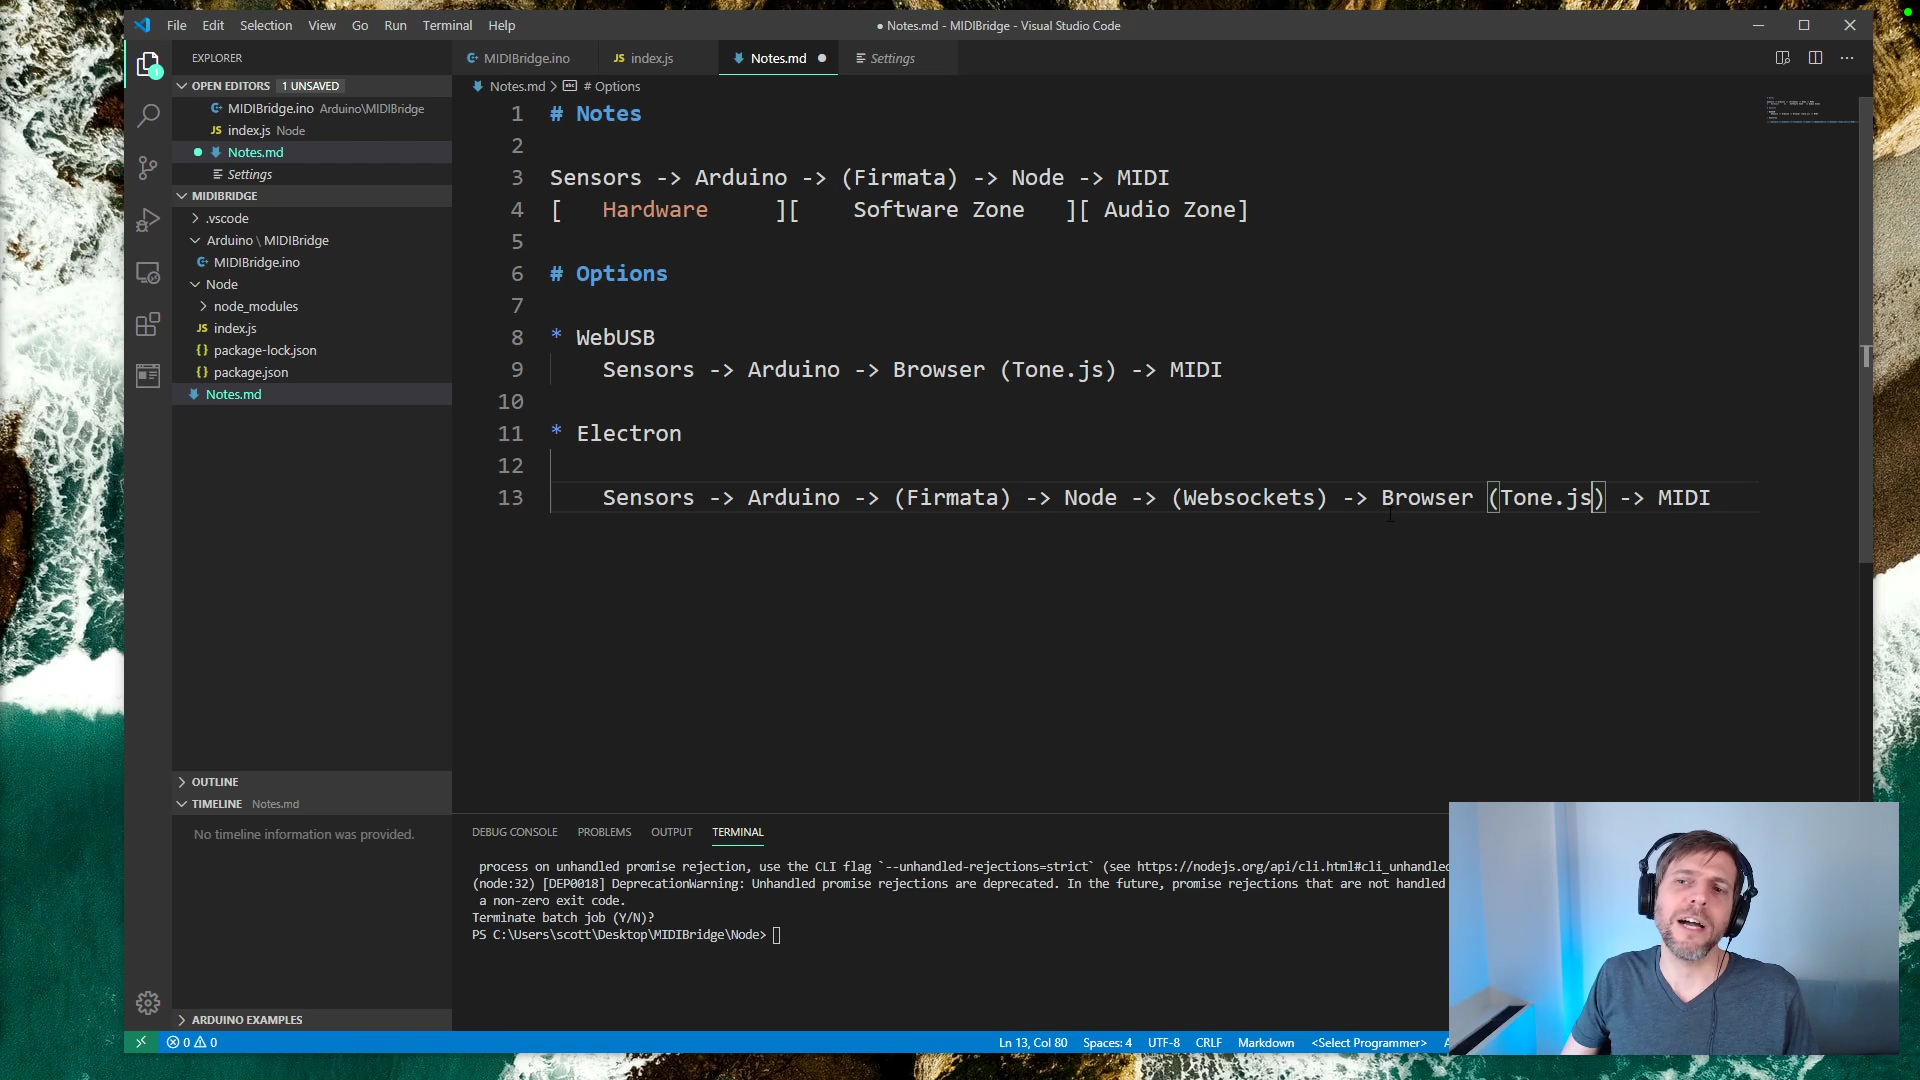 File Edit Selection View Go Run Terminal Help
● Notes.md - MIDIBridge - Visual Studio Code
EXPLORER
OPEN EDITORS 1 UNSAVED
MIDIBridge.ino Arduino\MIDIBridge
JS index.js Node
Notes.md
Settings
MIDIBRIDGE
.vscode
Arduino \ MIDIBridge
MIDIBridge.ino
Node
node_modules
JS index.js
{} package-lock.json
{} package.json
Notes.md
OUTLINE
TIMELINE Notes.md
No timeline information was provided.
ARDUINO EXAMPLES
MIDIBridge.ino
JS index.js
Notes.md ●
Settings
Notes.md > # Options
1 # Notes
2
3 Sensors -> Arduino -> (Firmata) -> Node -> MIDI
4 [ Hardware ][ Software Zone ][ Audio Zone]
5
6 # Options
7
8 * WebUSB
9 Sensors -> Arduino -> Browser (Tone.js) -> MIDI
10
11 * Electron
12
13 Sensors -> Arduino -> (Firmata) -> Node -> (Websockets) -> Browser (Tone.js) -> MIDI
DEBUG CONSOLE PROBLEMS OUTPUT TERMINAL
process on unhandled promise rejection, use the CLI flag `--unhandled-rejections=strict` (see https://nodejs.org/api/cli.html#cli_unhandled
(node:32) [DEP0018] DeprecationWarning: Unhandled promise rejections are deprecated. In the future, promise rejections that are not handled
a non-zero exit code.
Terminate batch job (Y/N)?
PS C:\Users\scott\Desktop\MIDIBridge\Node>
0 0
Ln 13, Col 80 Spaces: 4 UTF-8 CRLF Markdown <Select Programmer>